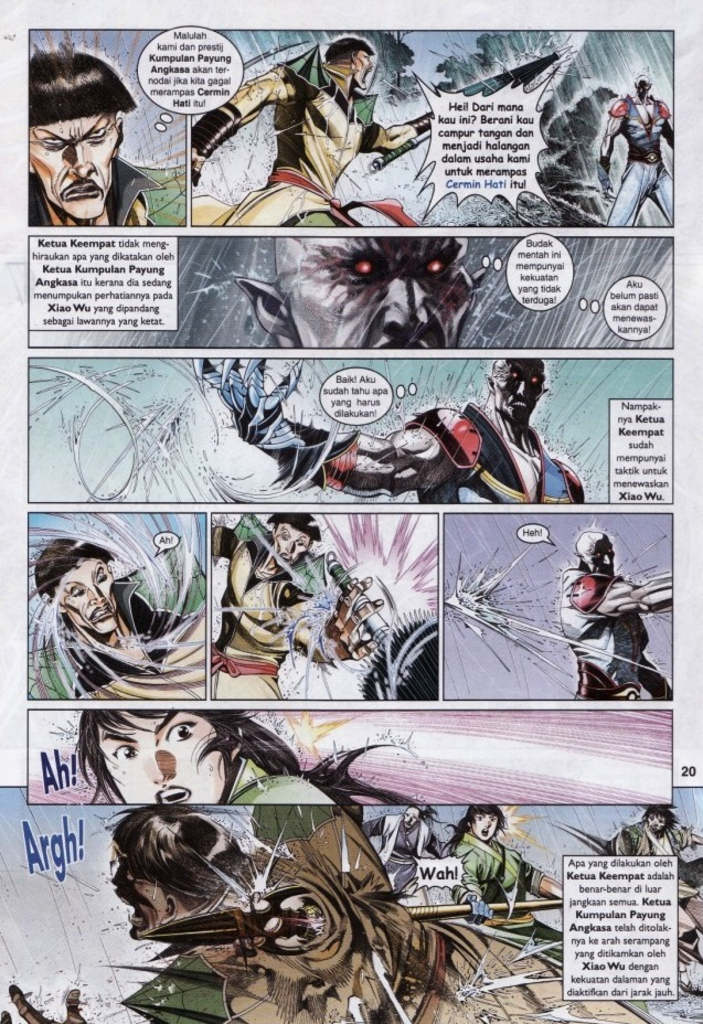 Malulah
kami dan prestij
Kumpulan Payung
Angkasa akan ter-
nodai jika kita gagal
merampas Cermin
Hati itu!
Hei! Dari mana
kau ini? Berani kau
campur tangan dan
menjadi halangan
dalam usaha kami
untuk merampas
Cermin Hati itu!
Ketua Keempat tidak meng-
hiraukan apa yang dikatakan oleh
Ketua Kumpulan Payung
Angkasa itu kerana dia sedang
menumpukan perhatiannya pada
Xiao Wu yang dipandang
sebagai lawannya yang ketat.
Budak
mentah ini
mempunyai
kekuatan
yang tidak
terduga!
Aku
belum pasti
akan dapat
menewas-
kannya!
Baik! Aku
sudah tahu apa
yang harus
dilakukan!
Nampak-
nya Ketua
Keempat
sudah
mempunyai
taktik untuk
menewaskan
Xiao Wu.
Ah!
Heh!
Ah!
20
Argh!
Wah!
Apa yang dilakukan oleh
Ketua Keempat adalah
benar-benar di luar
jangkaan semua. Ketua
Kumpulan Payung
Angkasa telah ditolak-
nya ke arah serampang
yang ditikamkan oleh
Xiao Wu dengan
kekuatan dalaman yang
diaktifkan dari jarak jauh.